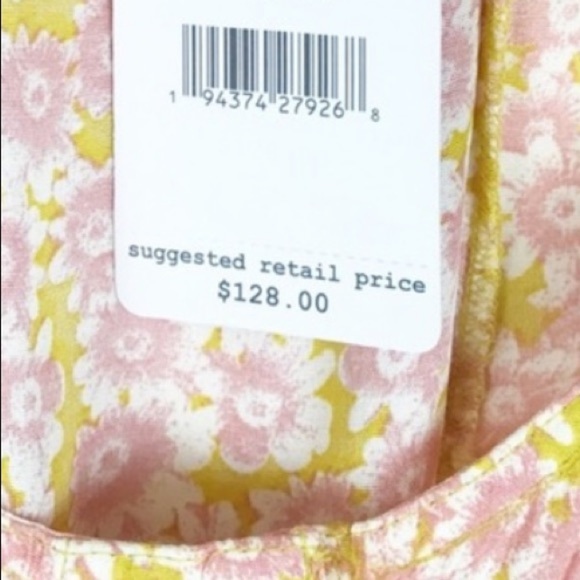 1 94374 27926 8
suggested retail price
$128.00